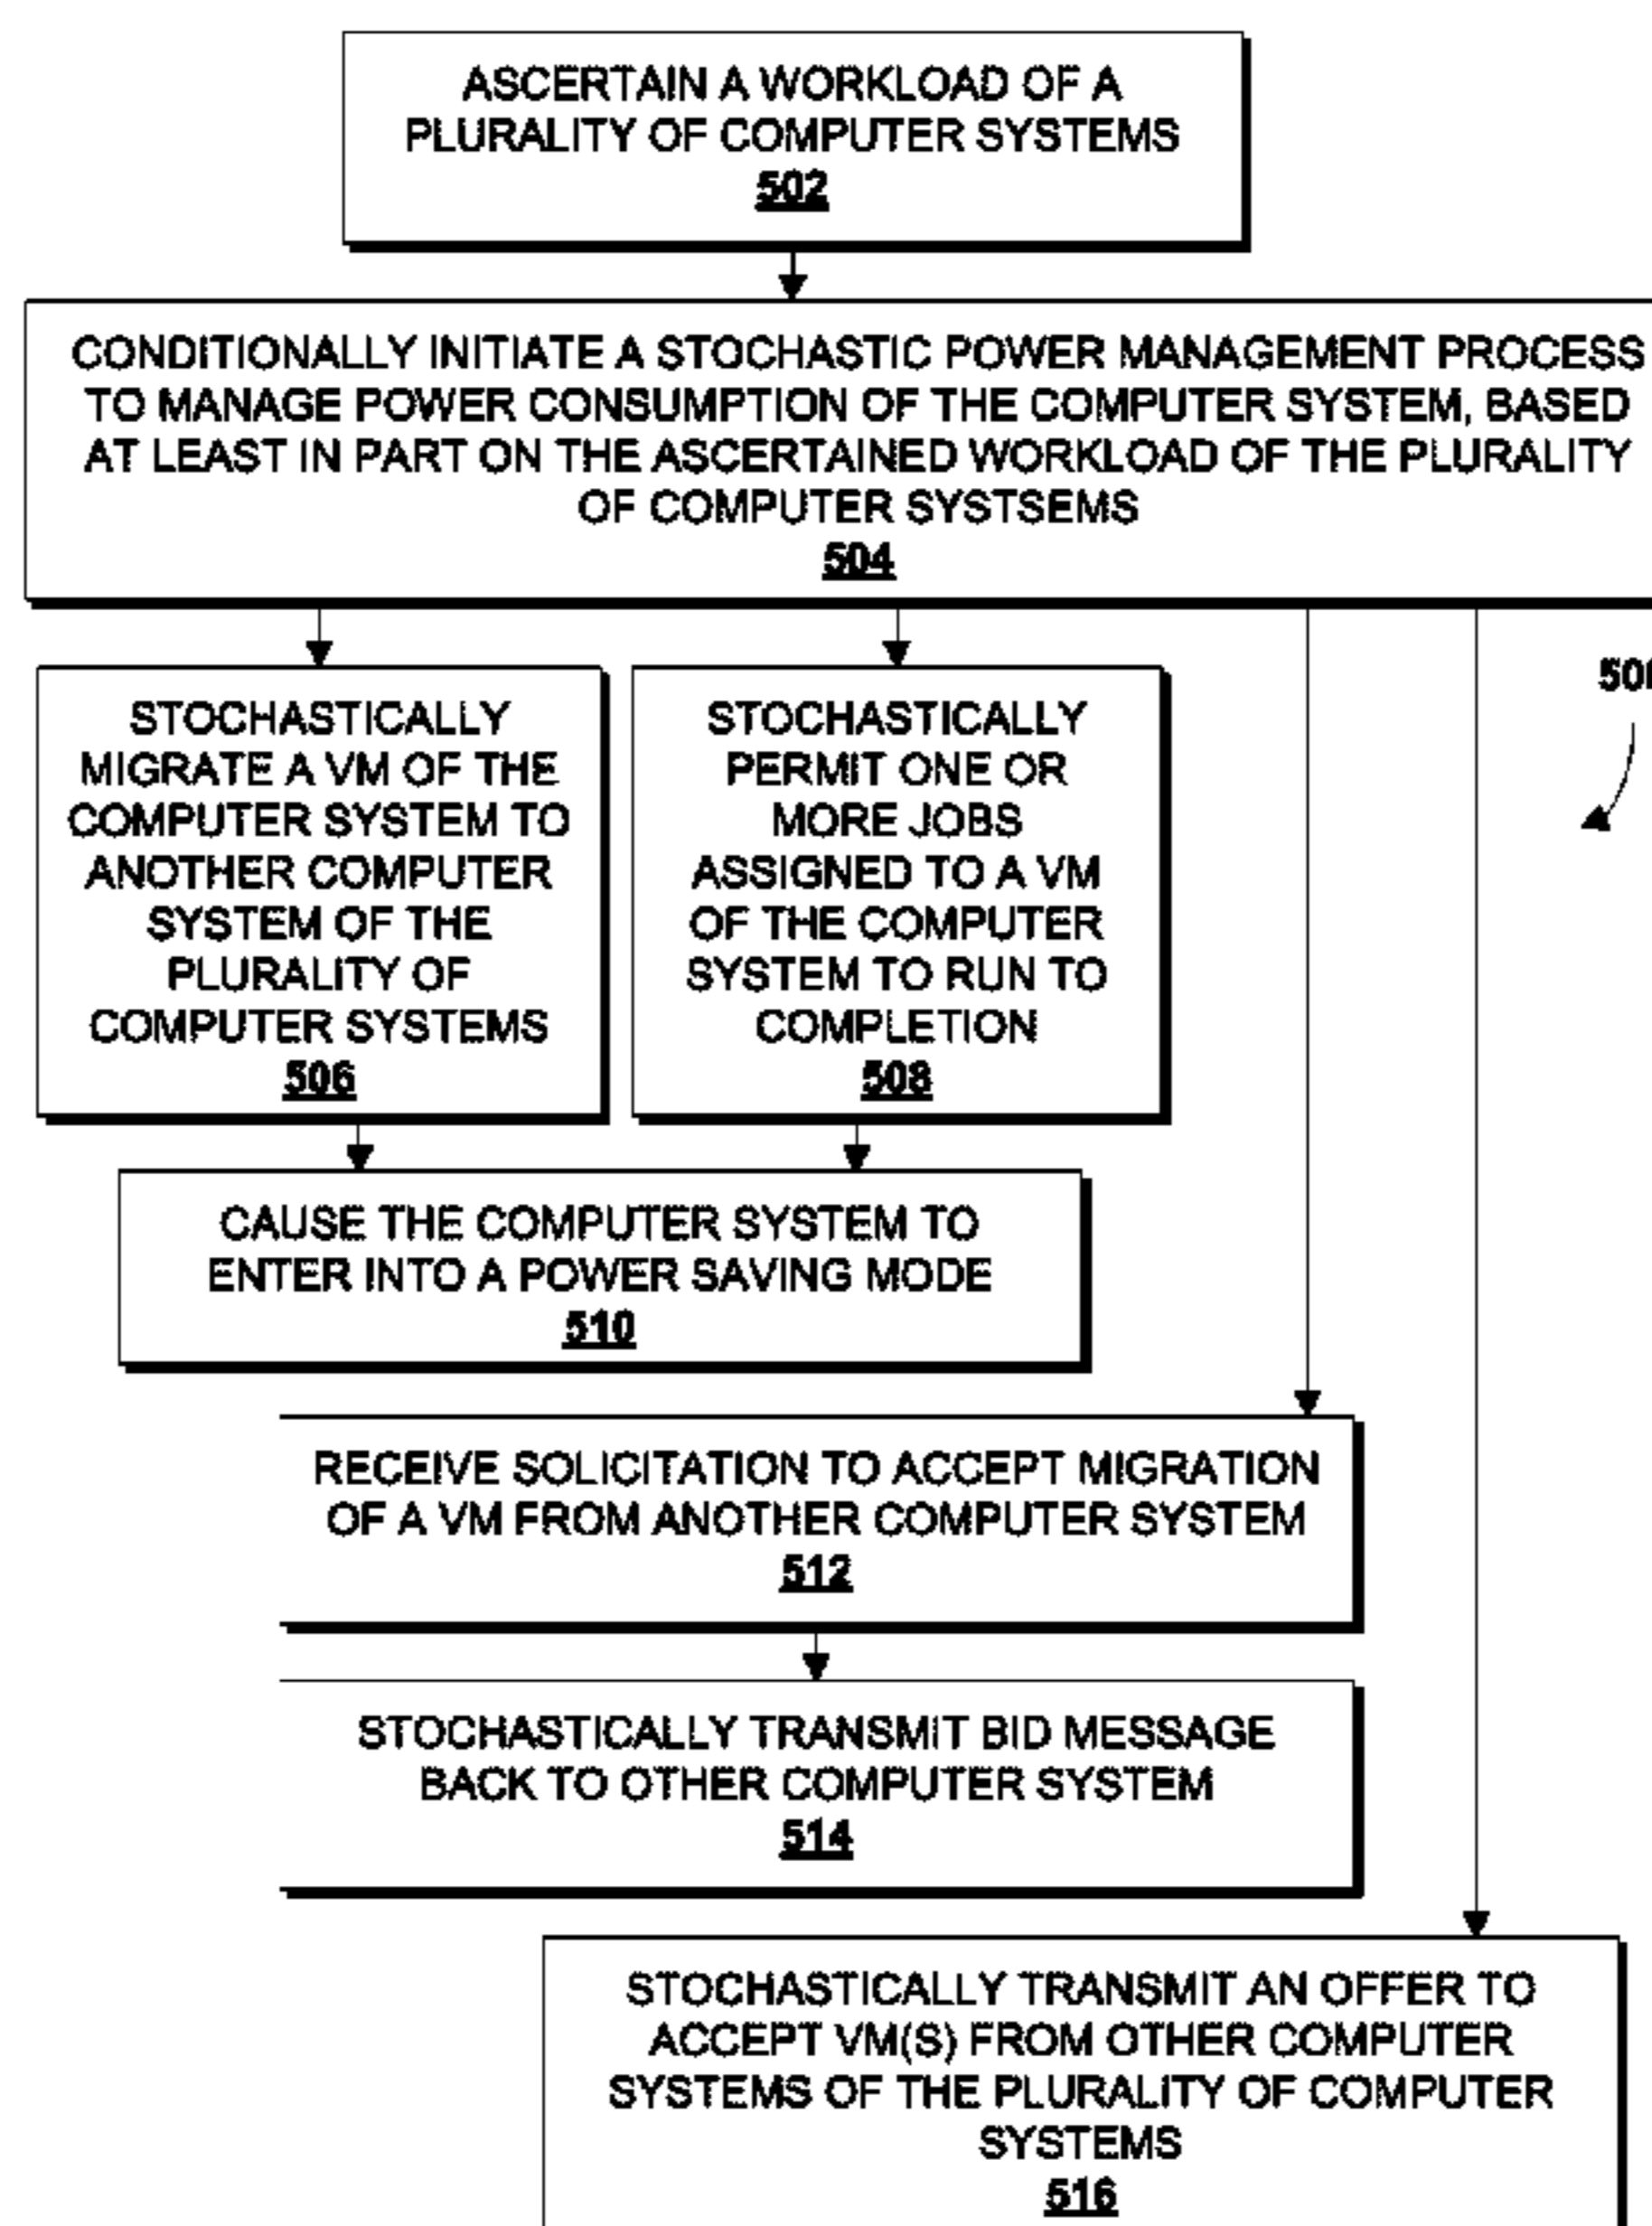 ASCERTAIN A WORKLOAD OF A
PLURALITY OF COMPUTER SYSTEMS
502
CONDITIONALLY INITIATE A STOCHASTIC POWER MANAGEMENT PROCESS
TO MANAGE POWER CONSUMPTION OF THE COMPUTER SYSTEM, BASED
AT LEAST IN PART ON THE ASCERTAINED WORKLOAD OF THE PLURALITY
OF COMPUTER SYSTSEMS
504
STOCHASTICALLY
MIGRATE A VM OF THE
COMPUTER SYSTEM TO
ANOTHER COMPUTER
SYSTEM OF THE
PLURALITY OF
COMPUTER SYSTEMS
506
STOCHASTICALLY
PERMIT ONE OR
MORE JOBS
ASSIGNED TO A VM
OF THE COMPUTER
SYSTEM TO RUN TO
COMPLETION
508
CAUSE THE COMPUTER SYSTEM TO
ENTER INTO A POWER SAVING MODE
510
RECEIVE SOLICITATION TO ACCEPT MIGRATION
OF A VM FROM ANOTHER COMPUTER SYSTEM
512
STOCHASTICALLY TRANSMIT BID MESSAGE
BACK TO OTHER COMPUTER SYSTEM
514
STOCHASTICALLY TRANSMIT AN OFFER TO
ACCEPT VM(S) FROM OTHER COMPUTER
SYSTEMS OF THE PLURALITY OF COMPUTER
SYSTEMS
516